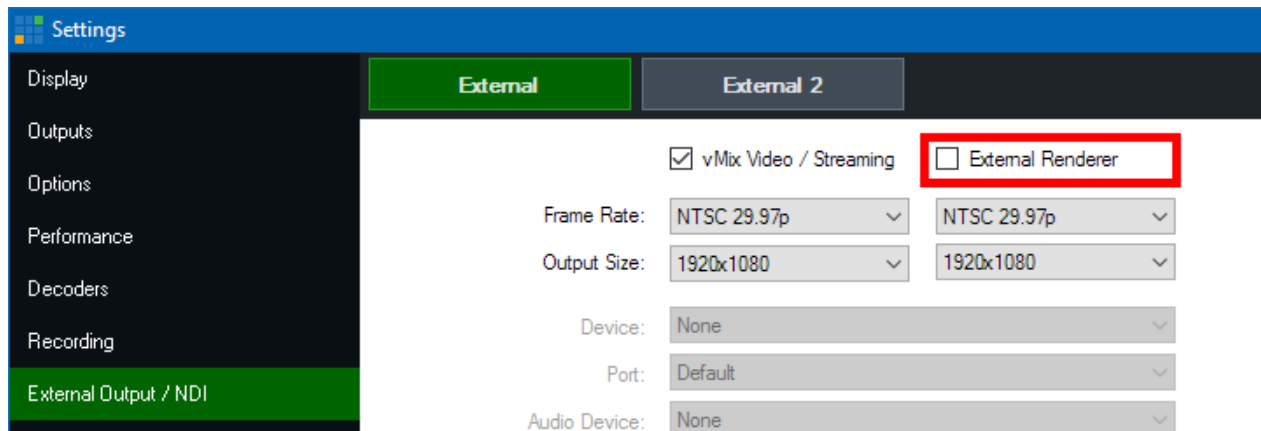 Settings
Display
Outputs
Options
Performance
Decoders
Recording
External Output / NDI
External External 2
vMix Video / Streaming External Renderer
Frame Rate: NTSC 29.97p NTSC 29.97p
Output Size: 1920x1080 1920x1080
Device: None
Port: Default
Audio Device: None